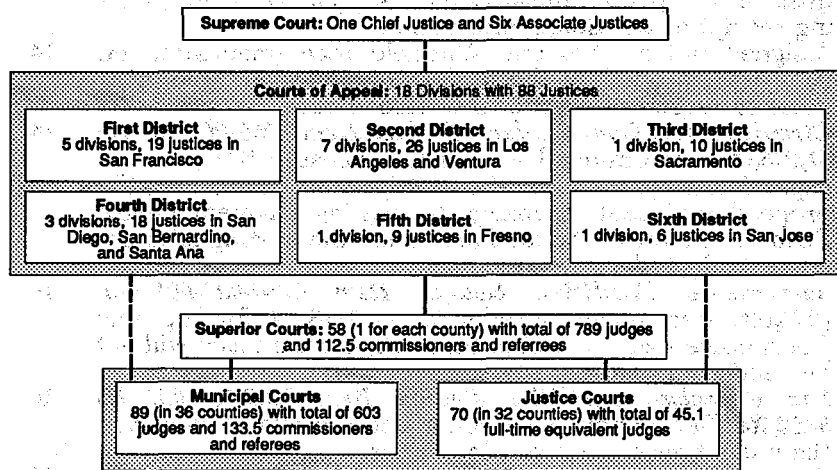 Supreme Court: One Chief Justice and Six Associate Justices
Courts of Appeal: 18 Divisions with 88 Justices
First District
5 divisions, 19 justices in
San Francisco
Second District
7 divisions, 26 justices in Los
Angeles and Ventura
Third District
1 division, 10 justices in
Sacramento
Fourth District
3 divisions, 18 justices in San
Diego, San Bernardino,
and Santa Ana
Fifth District
1 division, 9 justices in Fresno
Sixth District
1 division, 6 justices in San Jose
Superior Courts: 58 (1 for each county) with total of 789 judges
and 112.5 commissioners and referrees
Municipal Courts
89 (in 36 counties) with total of 603
judges and 133.5 commissioners
and referees
Justice Courts
70 (in 32 counties) with total of 45.1
full-time equivalent judges